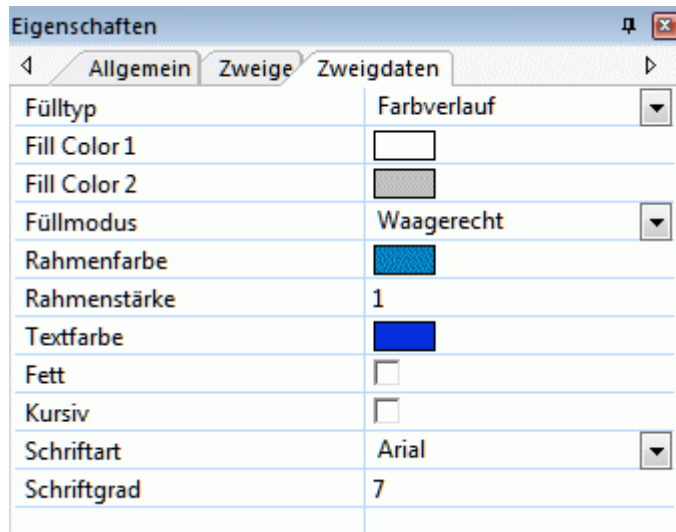 Eigenschaften
Allgemein Zweige Zweigdaten
Fülltyp Farbverlauf
Fill Color 1
Fill Color 2
Füllmodus Waagerecht
Rahmenfarbe
Rahmenstärke 1
Textfarbe
Fett
Kursiv
Schriftart Arial
Schriftgrad 7